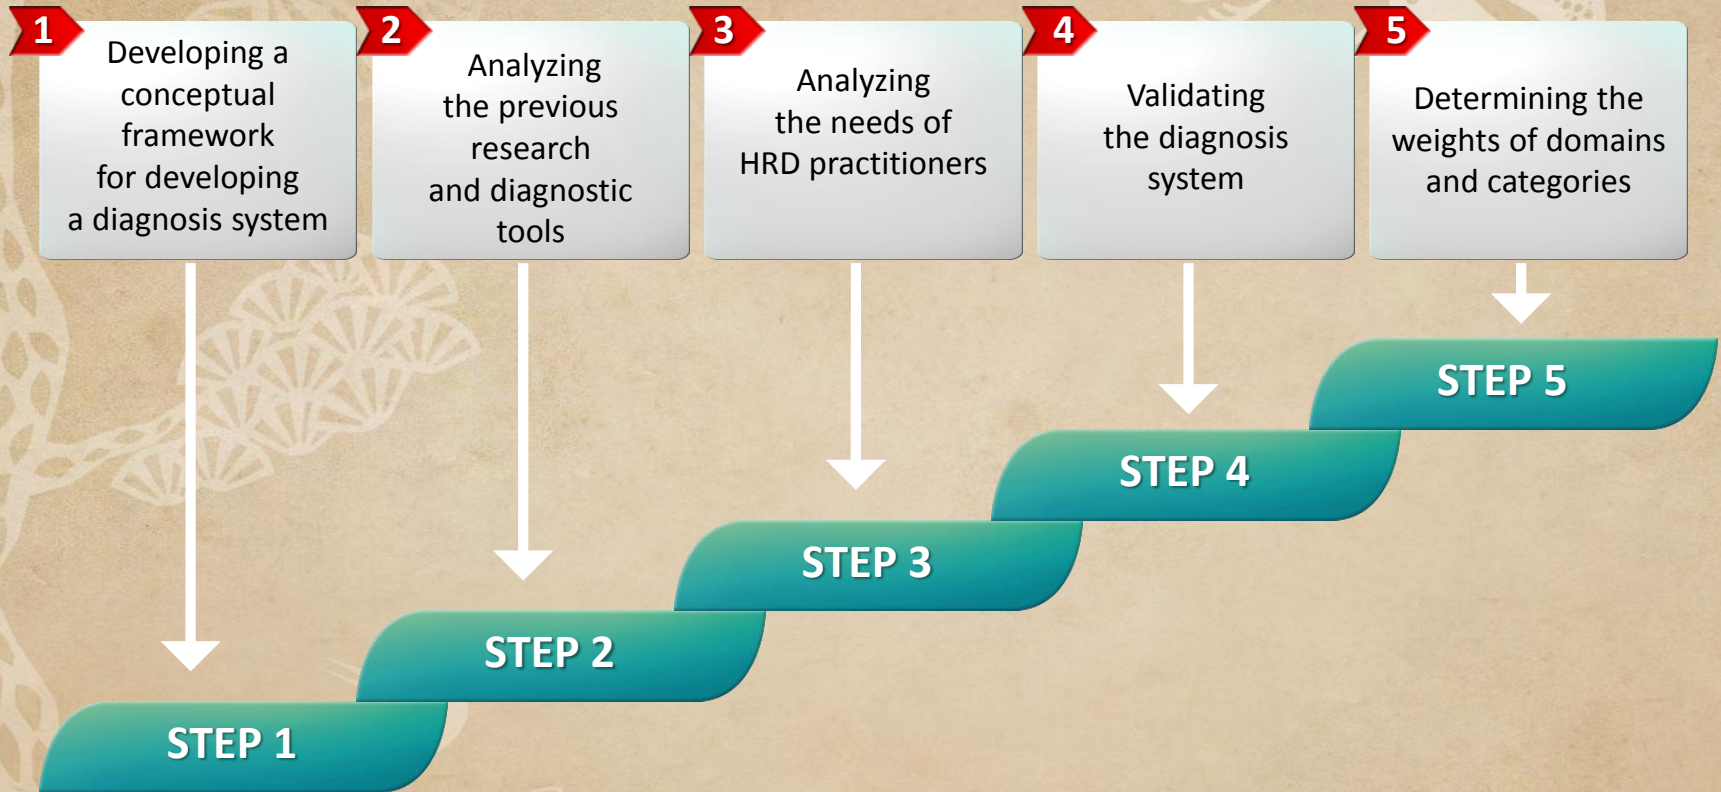 1
Developing a
conceptual
framework
for developing
a diagnosis system
2
Analyzing
the previous
research
and diagnostic
tools
3
Analyzing
the needs of
HRD practitioners
4
Validating
the diagnosis
system
5
Determining the
weights of domains
and categories
STEP 5
STEP 4
STEP 3
STEP 2
STEP 1